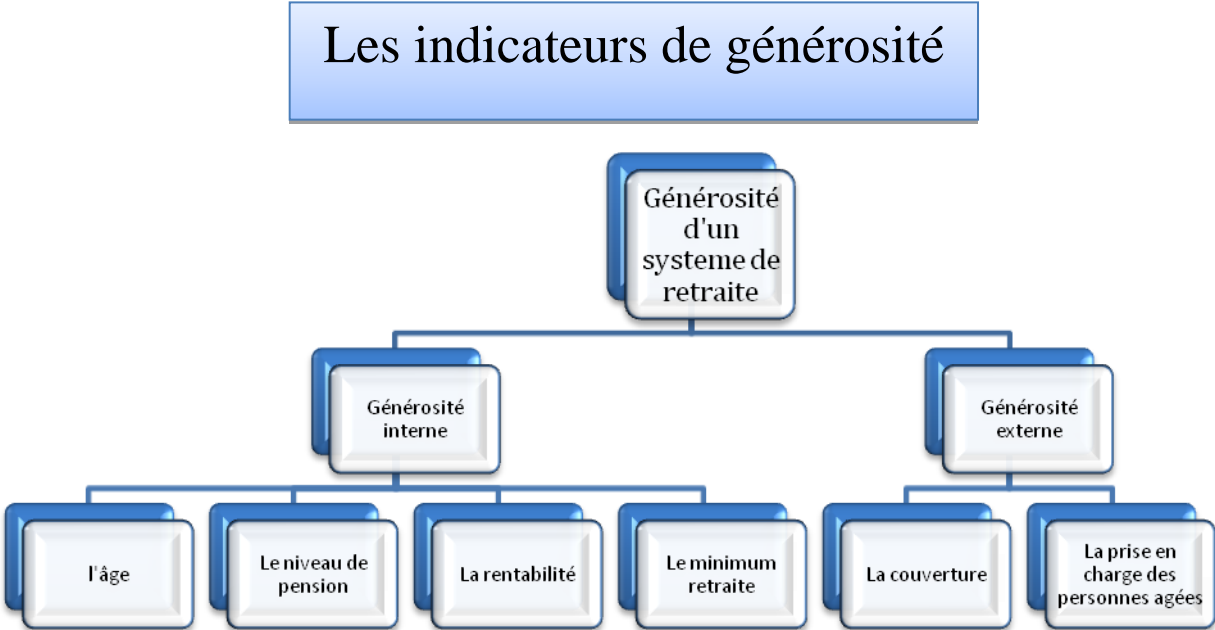 Les indicateurs de générosité
Générosité
d'un
systeme de
retraite
Générosité
interne
Générosité
externe
l'âge
Le niveau de
pension
La rentabilité
Le minimum
retraite
La couverture
La prise en
charge des
personnes agées